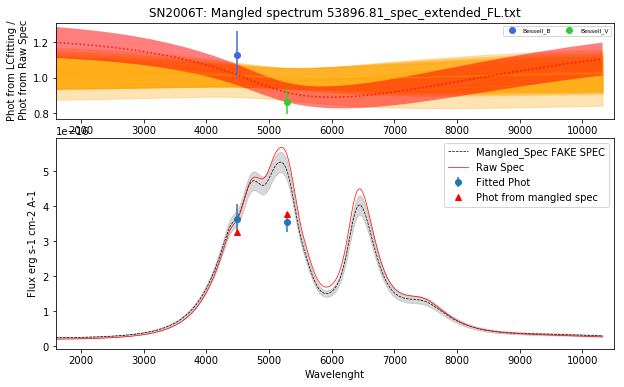 SN2006T: Mangled spectrum 53896.81_spec_extended_FL.txt
Phot from LCfitting /
Phot from Raw Spec
1.2
1.0
0.8
Bessell_B
Bessell_V
2000 3000 4000 5000 6000 7000 8000 9000 10000
Flux erg s-1 cm-2 A-1
5
4
3
2
1
0
Mangled_Spec FAKE SPEC
Raw Spec
Fitted Phot
Phot from mangled spec
2000 3000 4000 5000 6000 7000 8000 9000 10000
Wavelenght